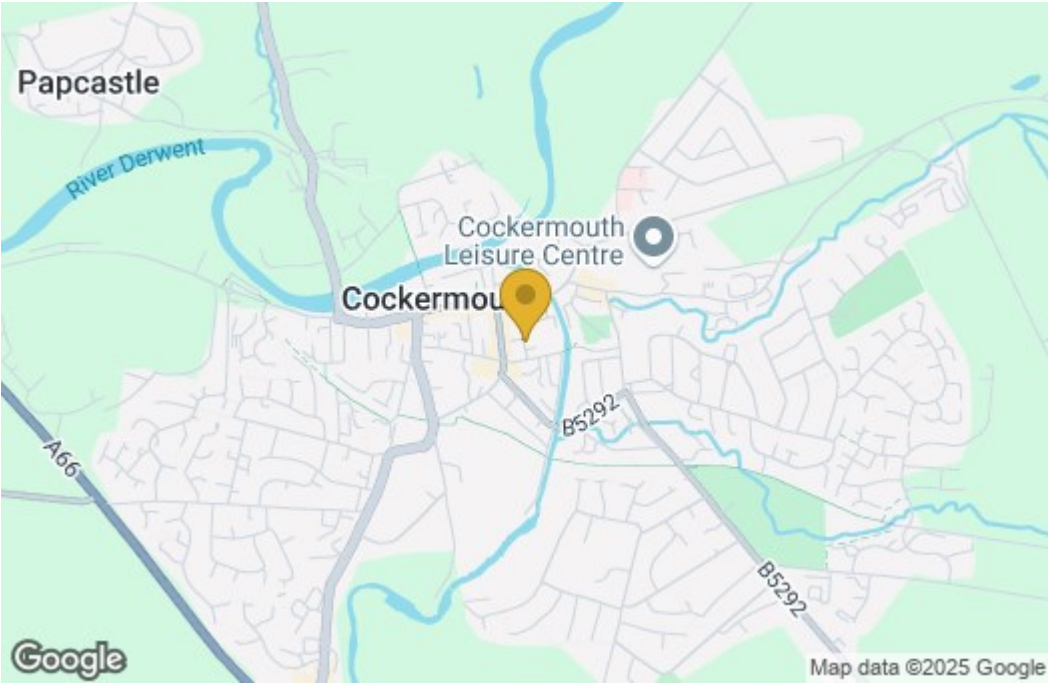 Papcastle
River Derwent
Cockermouth
Leisure Centre
Cockermou
B5292
A66
B5292
Google
Map data ©2025 Google